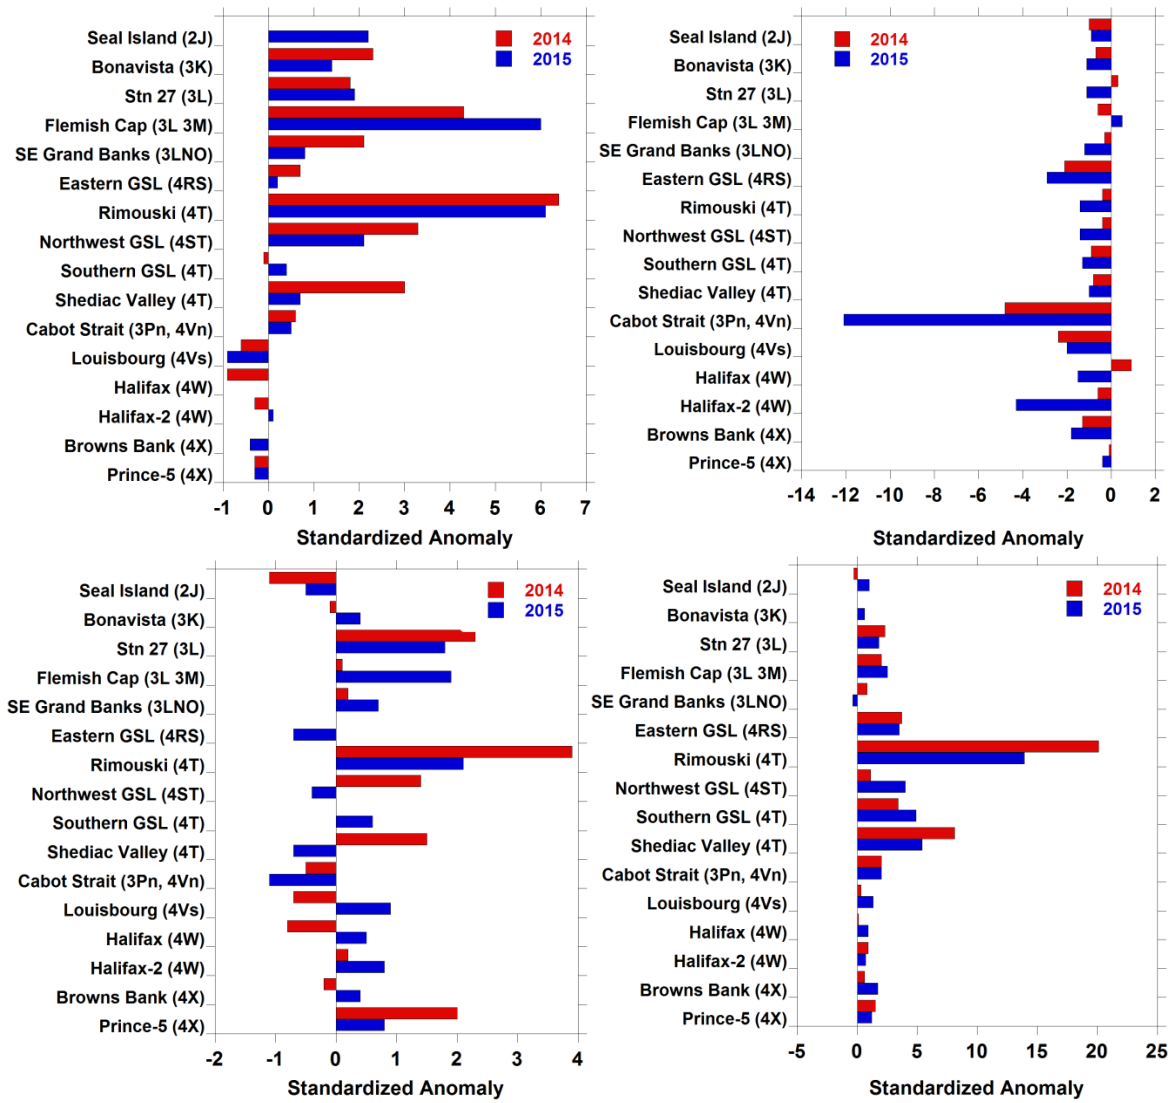 Seal Island (2J)
Bonavista (3K)
Stn 27 (3L)
Flemish Cap (3L 3M)
SE Grand Banks (3LNO)
Eastern GSL (4RS)
Rimouski (4T)
Northwest GSL (4ST)
Southern GSL (4T)
Shediac Valley (4T)
Cabot Strait (3Pn, 4Vn)
Louisbourg (4Vs)
Halifax (4W)
Halifax-2 (4W)
Browns Bank (4X)
Prince-5 (4X)
2014
2015
-1 0 1 2 3 4 5 6 7
Standardized Anomaly
Seal Island (2J)
Bonavista (3K)
Stn 27 (3L)
Flemish Cap (3L 3M)
SE Grand Banks (3LNO)
Eastern GSL (4RS)
Rimouski (4T)
Northwest GSL (4ST)
Southern GSL (4T)
Shediac Valley (4T)
Cabot Strait (3Pn, 4Vn)
Louisbourg (4Vs)
Halifax (4W)
Halifax-2 (4W)
Browns Bank (4X)
Prince-5 (4X)
2014
2015
-14 -12 -10 -8 -6 -4 -2 0 2
Standardized Anomaly
Seal Island (2J)
Bonavista (3K)
Stn 27 (3L)
Flemish Cap (3L 3M)
SE Grand Banks (3LNO)
Eastern GSL (4RS)
Rimouski (4T)
Northwest GSL (4ST)
Southern GSL (4T)
Shediac Valley (4T)
Cabot Strait (3Pn, 4Vn)
Louisbourg (4Vs)
Halifax (4W)
Halifax-2 (4W)
Browns Bank (4X)
Prince-5 (4X)
2014
2015
-2 -1 0 1 2 3 4
Standardized Anomaly
Seal Island (2J)
Bonavista (3K)
Stn 27 (3L)
Flemish Cap (3L 3M)
SE Grand Banks (3LNO)
Eastern GSL (4RS)
Rimouski (4T)
Northwest GSL (4ST)
Southern GSL (4T)
Shediac Valley (4T)
Cabot Strait (3Pn, 4Vn)
Louisbourg (4Vs)
Halifax (4W)
Halifax-2 (4W)
Browns Bank (4X)
Prince-5 (4X)
2014
2015
-5 0 5 10 15 20 25
Standardized Anomaly